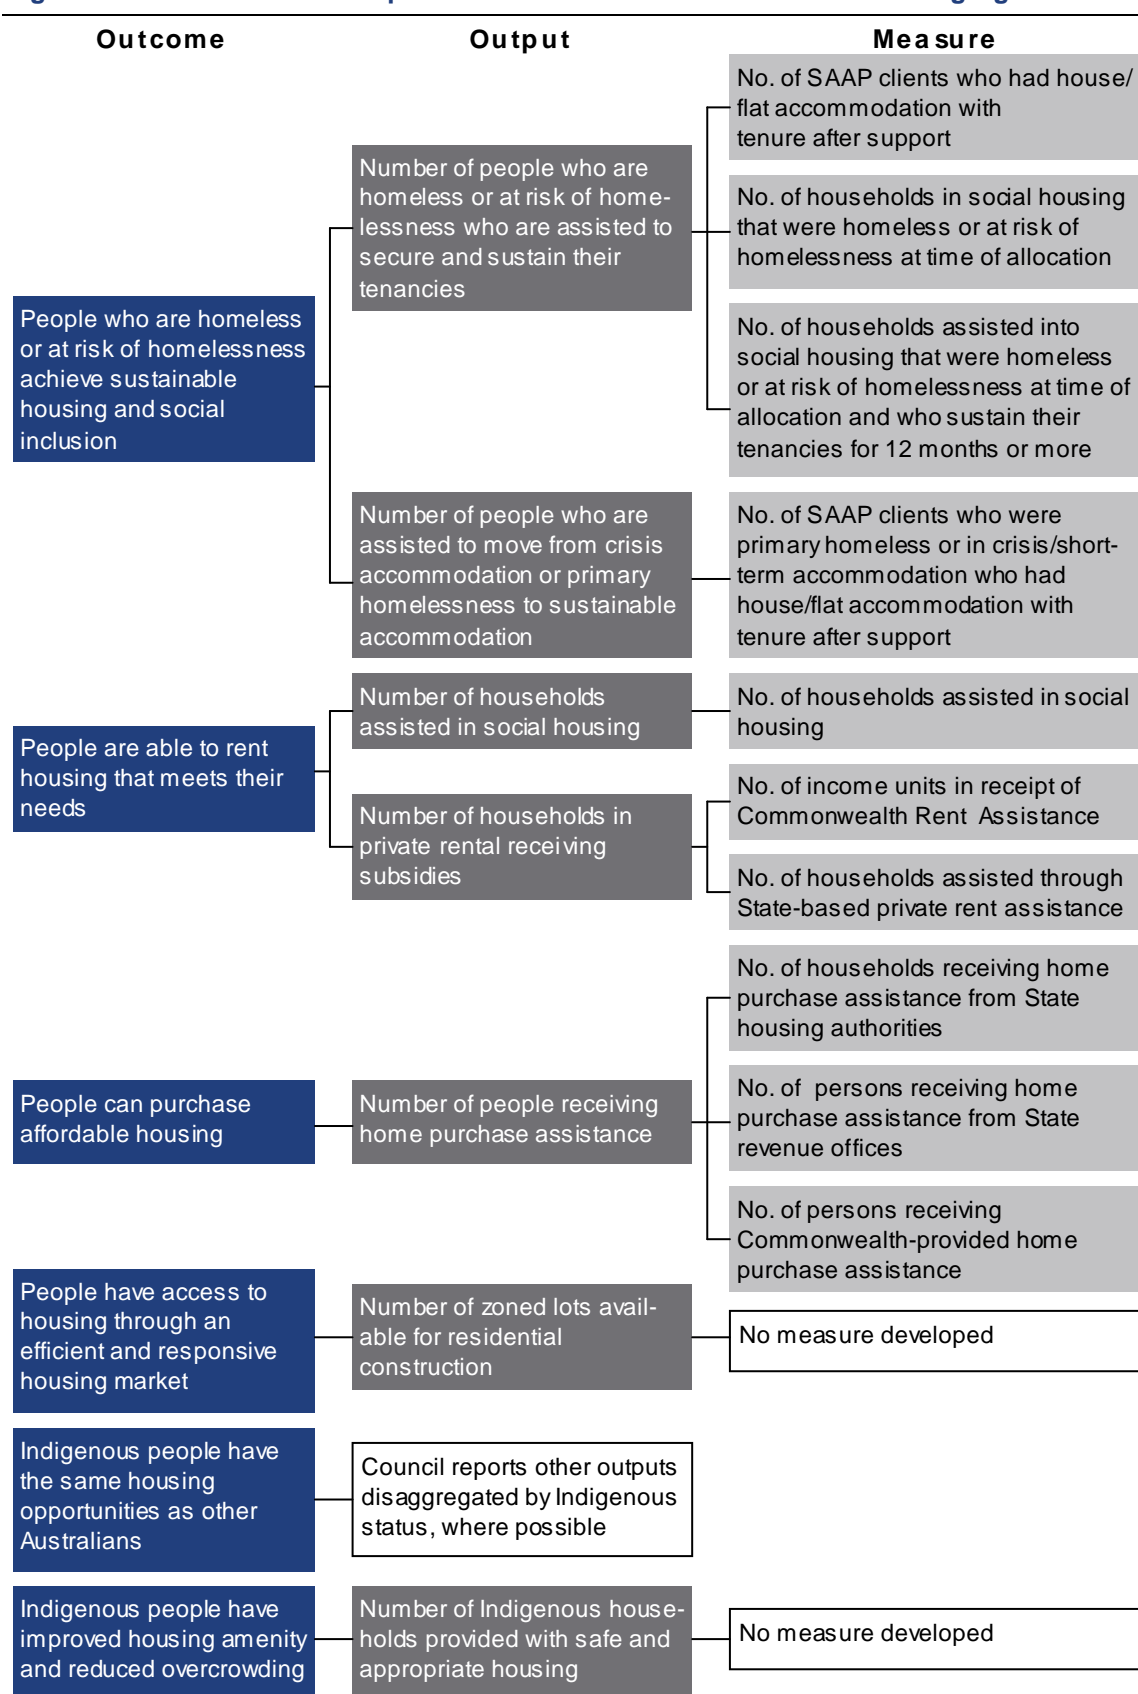 Outcome
Output
Measure
People who are homeless
or at risk of homelessness
achieve sustainable
housing and social
inclusion
Number of people who are
homeless or at risk of home-
lessness who are assisted to
secure and sustain their
tenancies
No. of SAAP clients who had house/
flat accommodation with
tenure after support
No. of households in social housing
that were homeless or at risk of
homelessness at time of allocation
No. of households assisted into
social housing that were homeless
or at risk of homelessness at time of
allocation and who sustain their
tenancies for 12 months or more
Number of people who are
assisted to move from crisis
accommodation or primary
homelessness to sustainable
accommodation
No. of SAAP clients who were
primary homeless or in crisis/short-
term accommodation who had
house/flat accommodation with
tenure after support
People are able to rent
housing that meets their
needs
Number of households
assisted in social housing
No. of households assisted in social
housing
Number of households in
private rental receiving
subsidies
No. of income units in receipt of
Commonwealth Rent Assistance
No. of households assisted through
State-based private rent assistance
People can purchase
affordable housing
Number of people receiving
home purchase assistance
No. of households receiving home
purchase assistance from State
housing authorities
No. of persons receiving home
purchase assistance from State
revenue offices
No. of persons receiving
Commonwealth-provided home
purchase assistance
People have access to
housing through an
efficient and responsive
housing market
Number of zoned lots avail-
able for residential
construction
No measure developed
Indigenous people have
the same housing
opportunities as other
Australians
Council reports other outputs
disaggregated by Indigenous
status, where possible
Indigenous people have
improved housing amenity
and reduced overcrowding
Number of Indigenous house-
holds provided with safe and
appropriate housing
No measure developed